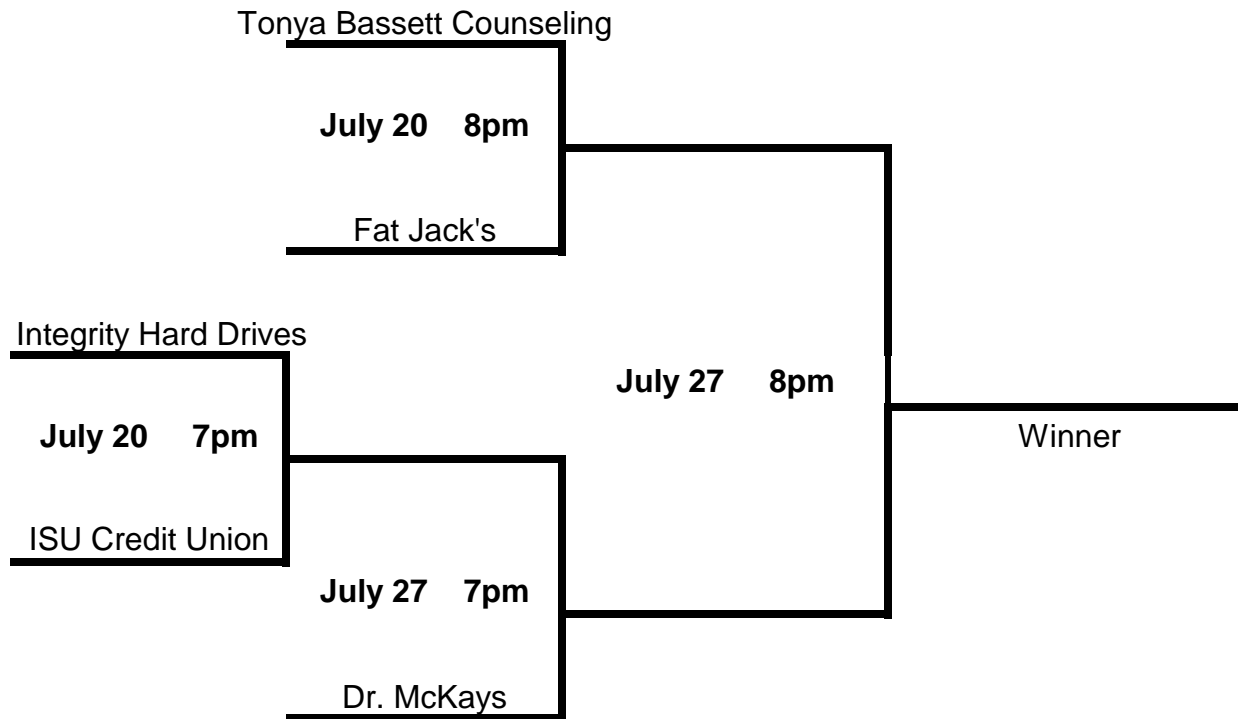 Tonya Bassett Counseling
July 20 8pm
Fat Jack's
Integrity Hard Drives
July 27 8pm
July 20 7pm
Winner
ISU Credit Union
July 27 7pm
Dr. McKays